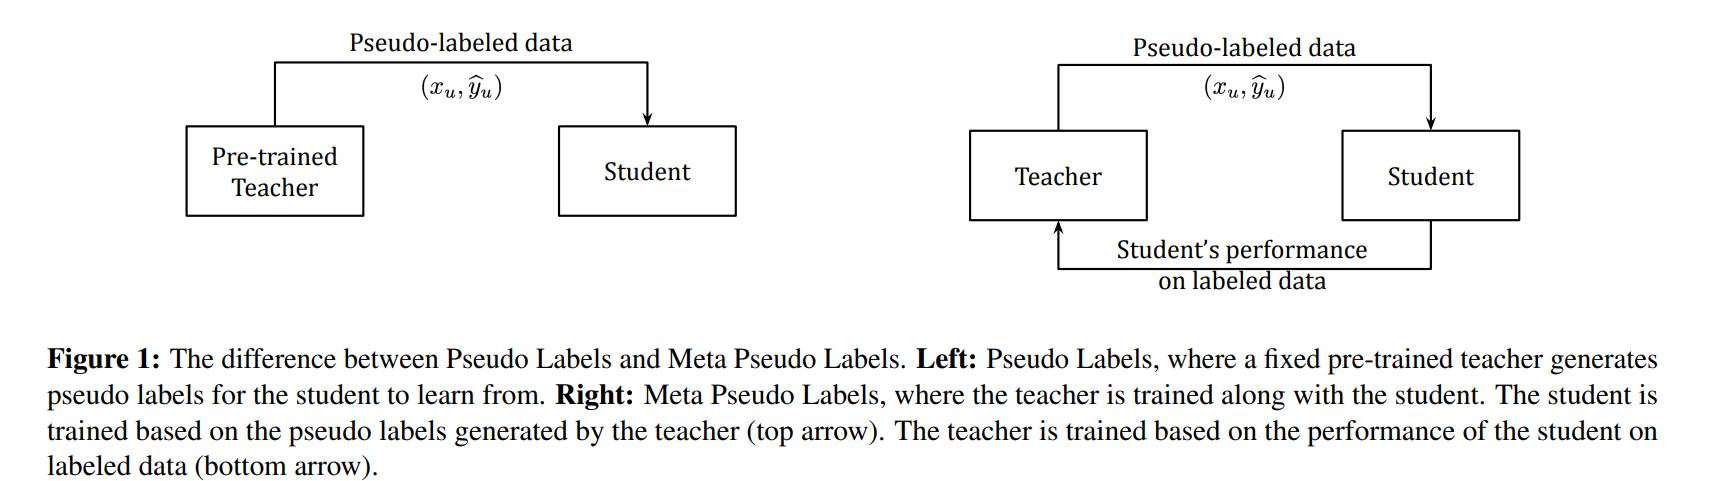 Pseudo-labeled data
(x_u, ŷ_u)
Pre-trained
Teacher
Student
Pseudo-labeled data
(x_u, ŷ_u)
Teacher
Student
Student's performance
on labeled data
Figure 1: The difference between Pseudo Labels and Meta Pseudo Labels. Left: Pseudo Labels, where a fixed pre-trained teacher generates
pseudo labels for the student to learn from. Right: Meta Pseudo Labels, where the teacher is trained along with the student. The student is
trained based on the pseudo labels generated by the teacher (top arrow). The teacher is trained based on the performance of the student on
labeled data (bottom arrow).